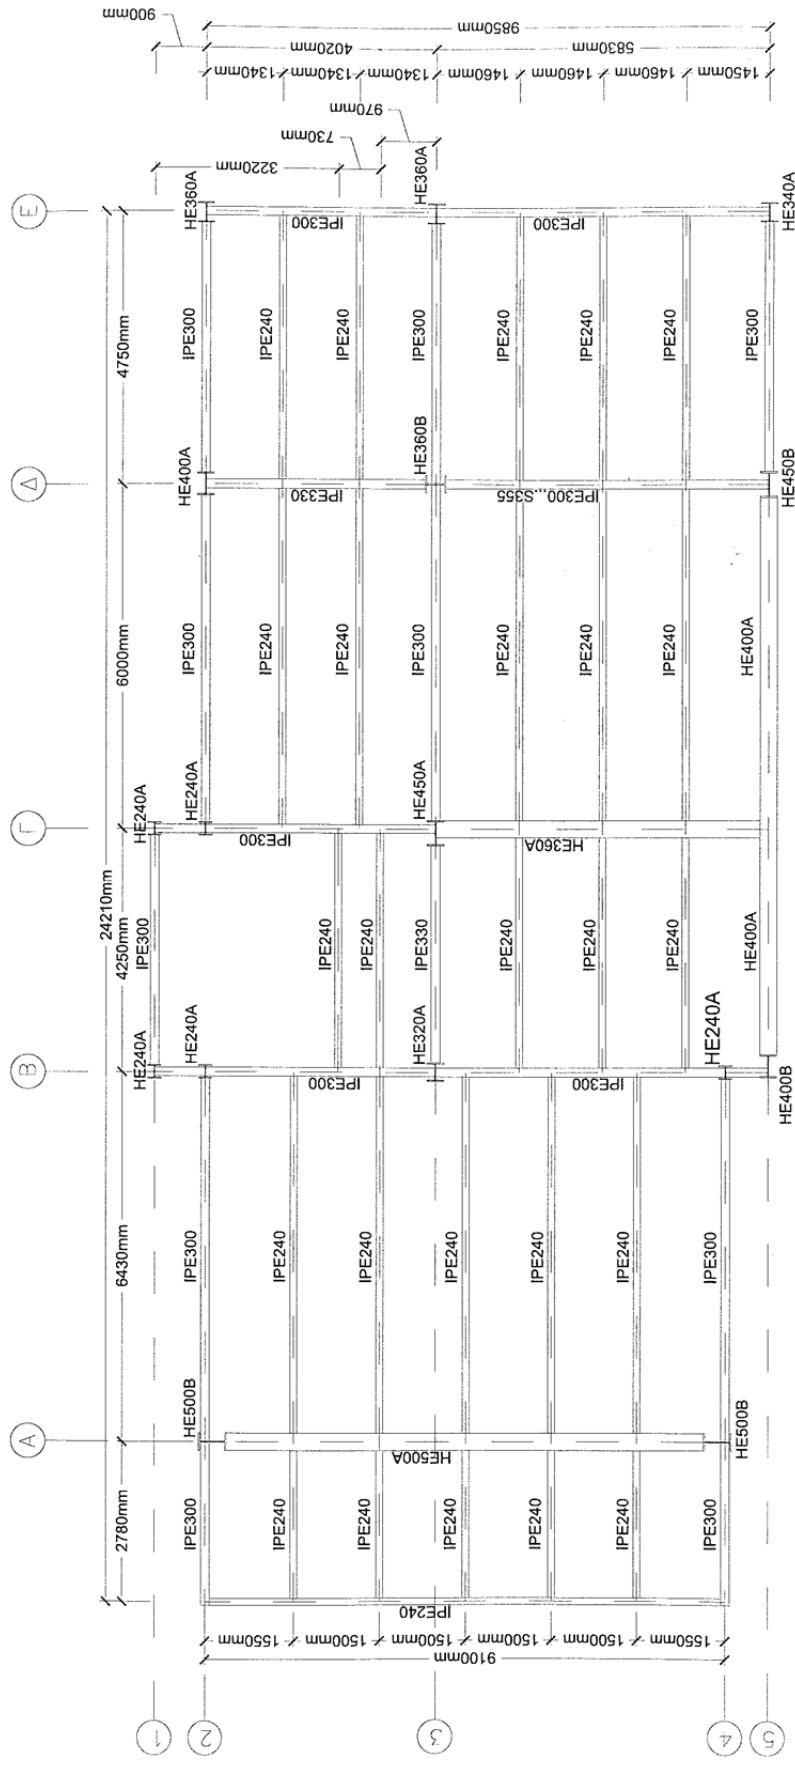 900mm
9850mm
4020mm
5830mm
1340mm
1340mm
1340mm
1460mm
1460mm
1460mm
1450mm
970mm
730mm
3220mm
Ε
HE360A
HE360A
HE340A
IPE300
IPE300
4750mm
IPE300
IPE240
IPE240
IPE300
IPE240
IPE240
IPE240
IPE300
Δ
HE400A
HE360B
HE450B
IPE330
IPE300...S355
6000mm
IPE300
IPE240
IPE240
IPE300
IPE240
IPE240
IPE240
HE400A
Γ
HE240A
HE240A
HE450A
IPE300
HE360A
24210mm
4250mm
IPE300
IPE240
IPE240
IPE330
IPE240
IPE240
IPE240
HE400A
Β
HE240A
HE240A
HE320A
HE240A
HE400B
IPE300
IPE300
6430mm
IPE300
IPE240
IPE240
IPE240
IPE240
IPE240
IPE300
Α
HE500B
HE500A
HE500B
2780mm
IPE300
IPE240
IPE240
IPE240
IPE240
IPE240
IPE300
IPE240
1550mm
1500mm
1500mm
1500mm
1500mm
1550mm
9100mm
1
2
3
4
5